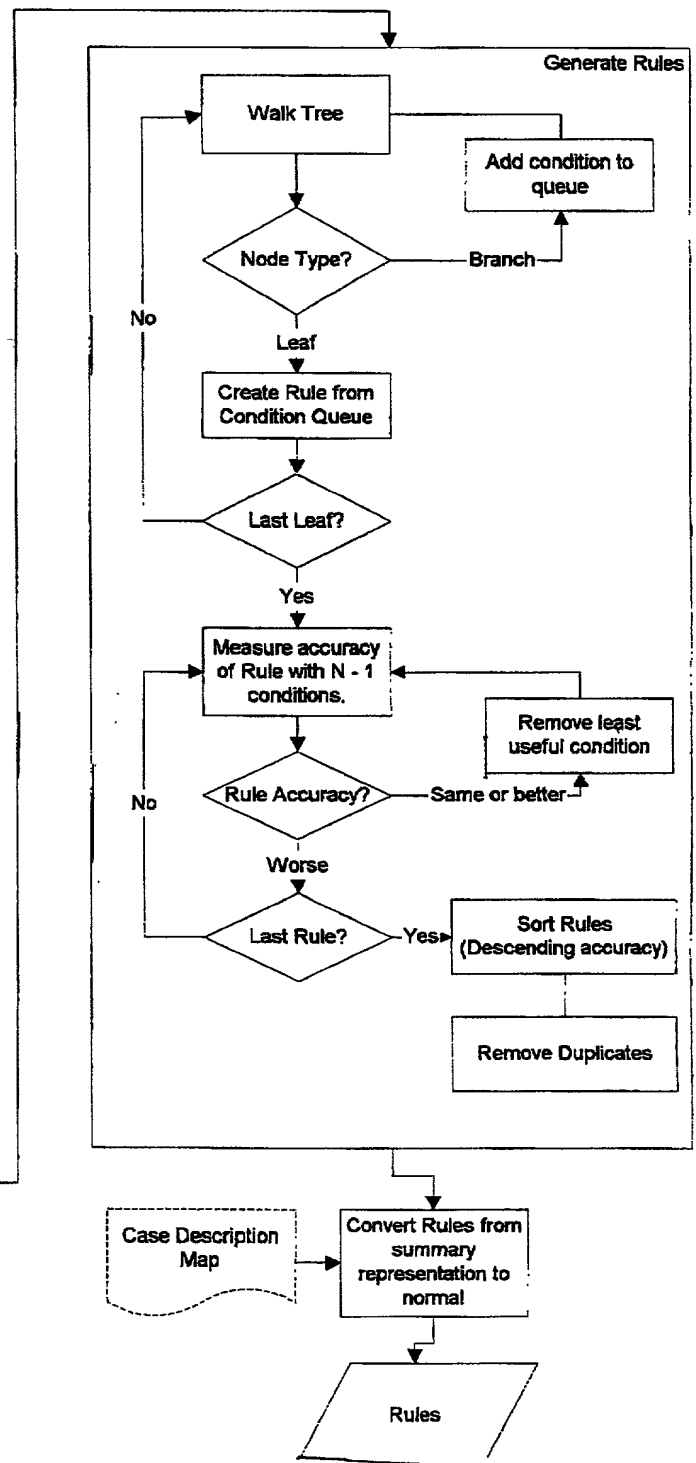 Generate Rules
Walk Tree
Add condition to
queue
Node Type?
Branch
No
Leaf
Create Rule from
Condition Queue
Last Leaf?
Yes
Measure accuracy
of Rule with N - 1
conditions.
Remove least
useful condition
No
Rule Accuracy?
Same or better
Worse
Last Rule?
Yes
Sort Rules
(Descending accuracy)
Remove Duplicates
Case Description
Map
Convert Rules from
summary
representation to
normal
Rules